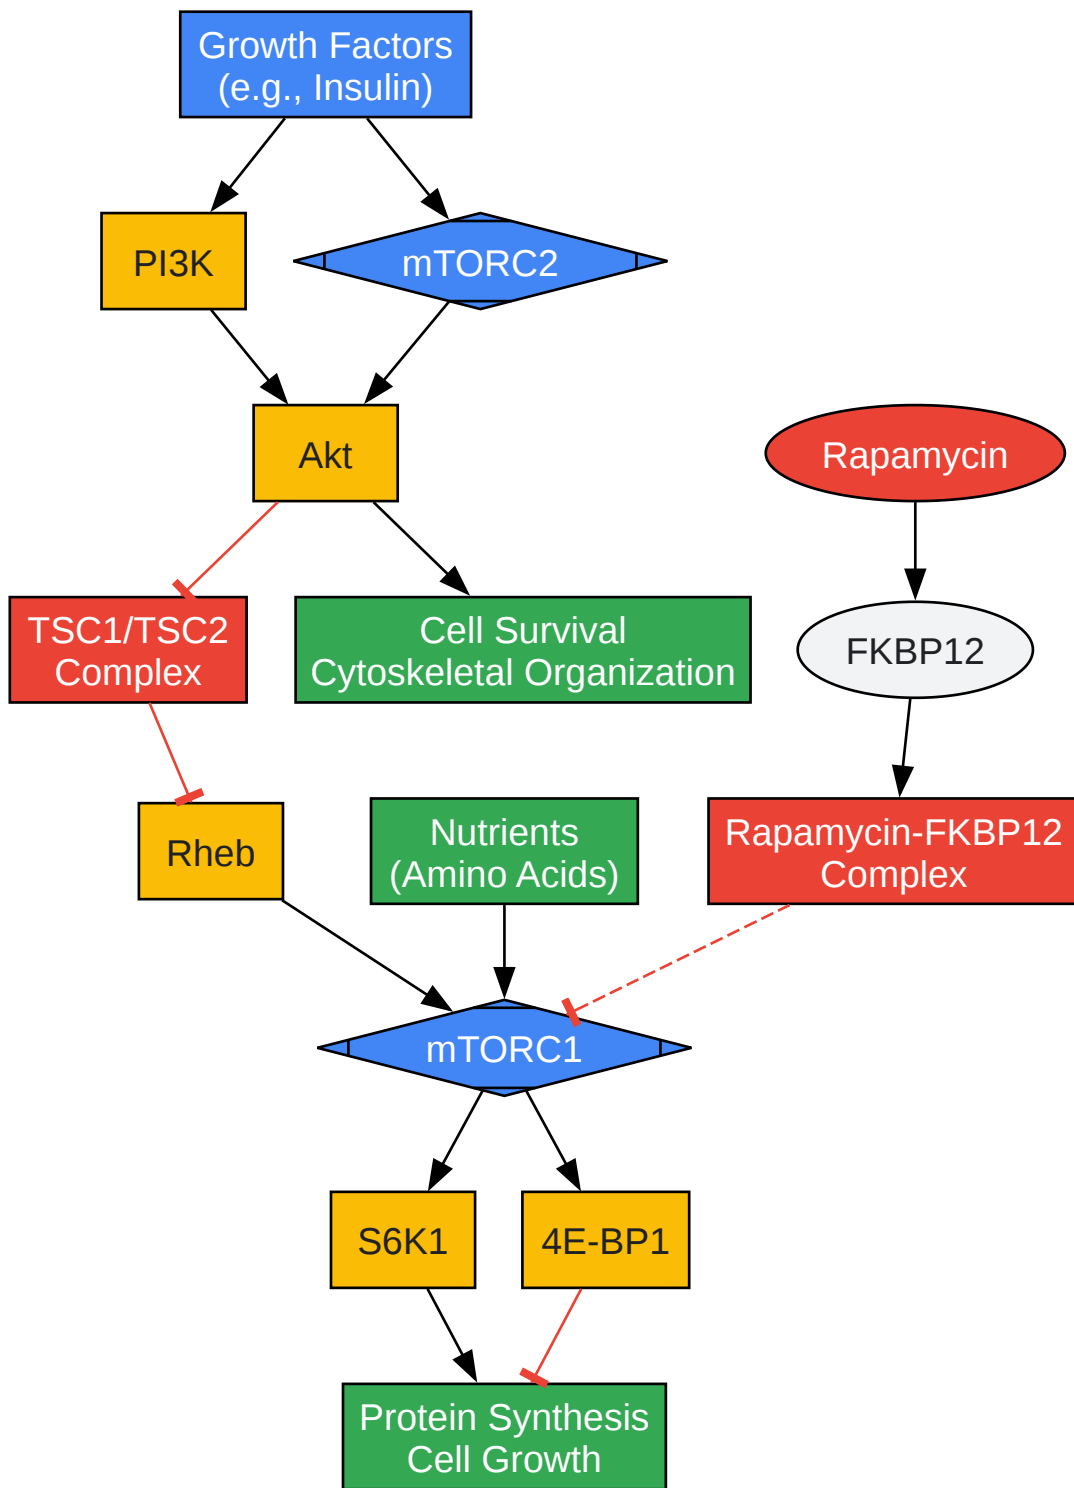 Growth Factors
(e.g., Insulin)
PI3K
mTORC2
Akt
Rapamycin
TSC1/TSC2
Complex
Cell Survival
Cytoskeletal Organization
FKBP12
Rheb
Nutrients
(Amino Acids)
Rapamycin-FKBP12
Complex
mTORC1
S6K1
4E-BP1
Protein Synthesis
Cell Growth